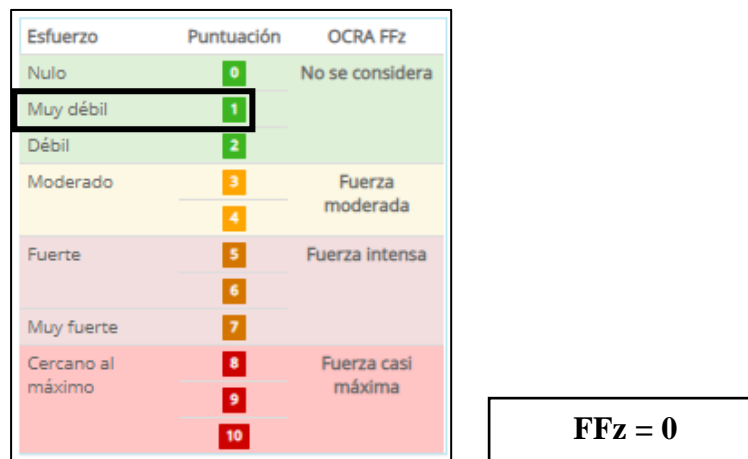 Esfuerzo Puntuación OCRA FFz
Nulo 0 No se considera
Muy débil 1
Débil 2
Moderado 3 Fuerza
4 moderada
Fuerte 5 Fuerza intensa
6
Muy fuerte 7
Cercano al 8 Fuerza casi
máximo 9 máxima
10
FFz = 0